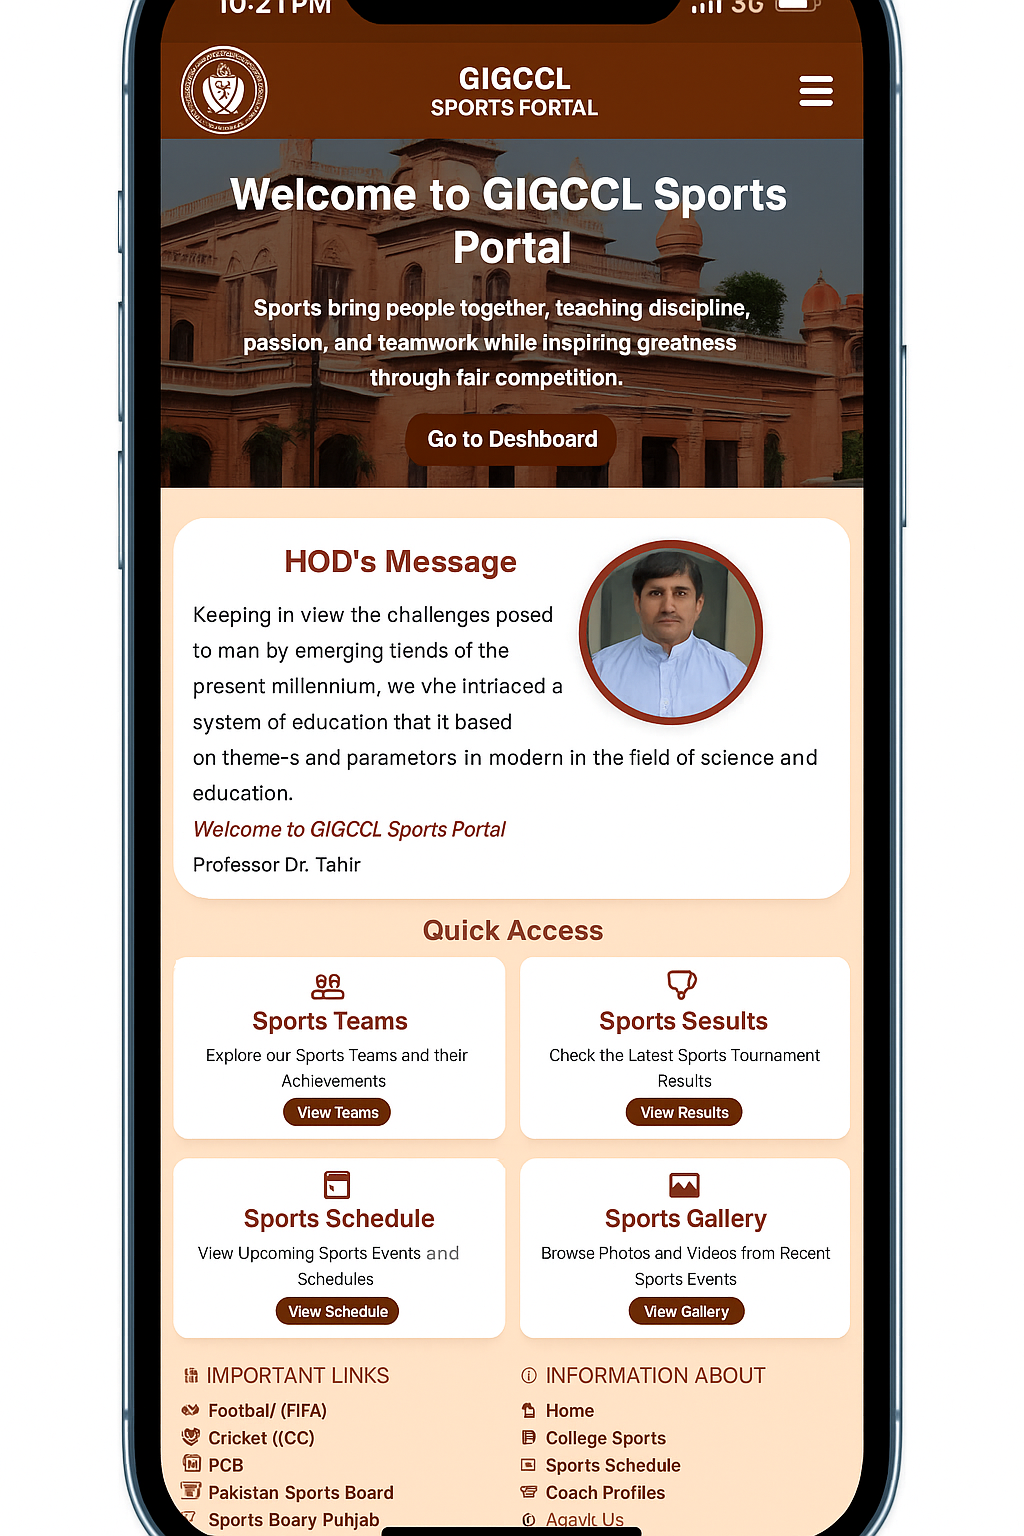 10:21 PM
3G
GIGCCL
SPORTS FORTAL
Welcome to GIGCCL Sports
Portal
Sports bring people together, teaching discipline,
passion, and teamwork while inspiring greatness
through fair competition.
Go to Deshboard
HOD's Message
Keeping in view the challenges posed
to man by emerging tiends of the
present millennium, we vhe intriaced a
system of education that it based
on theme-s and parametors in modern in the field of science and
education.
Welcome to GIGCCL Sports Portal
Professor Dr. Tahir
Quick Access
Sports Teams
Explore our Sports Teams and their
Achievements
View Teams
Sports Sesults
Check the Latest Sports Tournament
Results
View Results
Sports Schedule
View Upcoming Sports Events and
Schedules
View Schedule
Sports Gallery
Browse Photos and Videos from Recent
Sports Events
View Gallery
IMPORTANT LINKS
Footbal/ (FIFA)
Cricket ((CC)
PCB
Pakistan Sports Board
Sports Boary Puhjab
INFORMATION ABOUT
Home
College Sports
Sports Schedule
Coach Profiles
Us